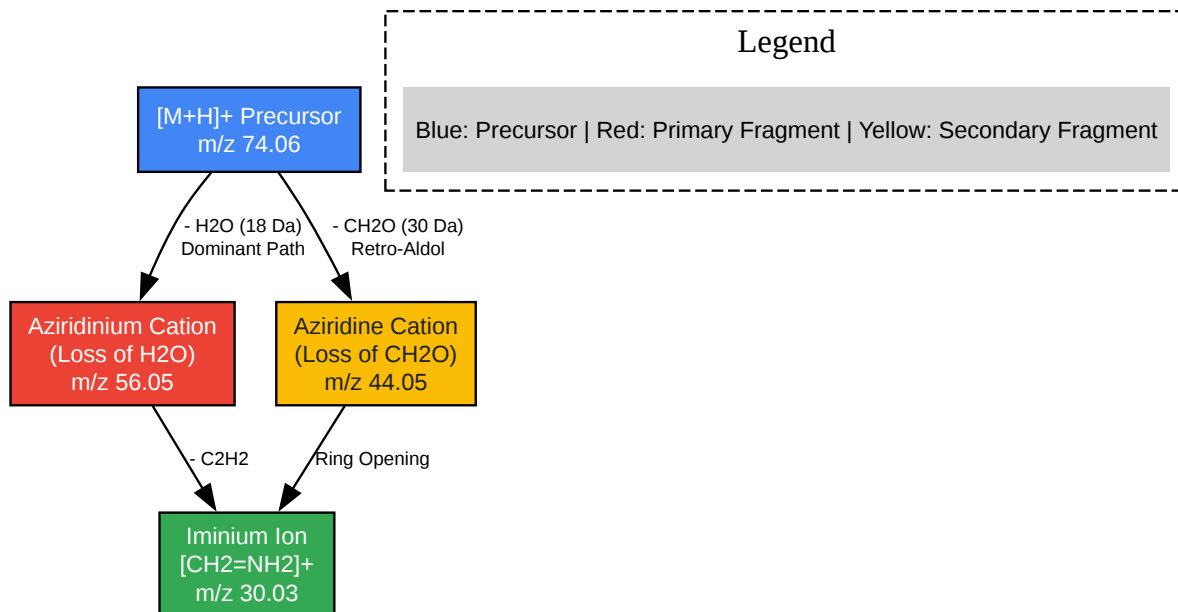 Legend
Blue: Precursor | Red: Primary Fragment | Yellow: Secondary Fragment
[M+H]+ Precursor
m/z 74.06
- H2O (18 Da)
Dominant Path
- CH2O (30 Da)
Retro-Aldol
Aziridinium Cation
(Loss of H2O)
m/z 56.05
Aziridine Cation
(Loss of CH2O)
m/z 44.05
- C2H2
Ring Opening
Iminium Ion
[CH2=NH2]+
m/z 30.03